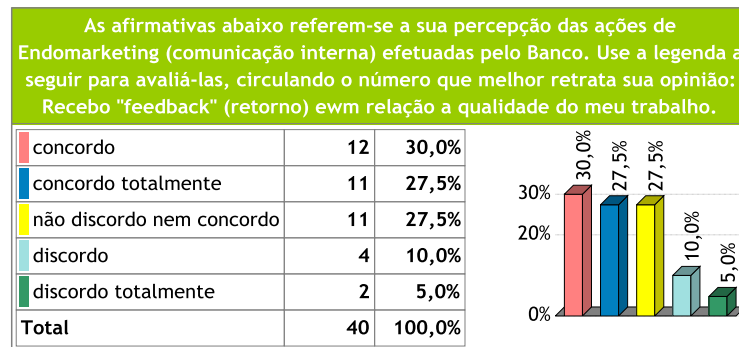 As afirmativas abaixo referem-se a sua percepção das ações de
Endomarketing (comunicação interna) efetuadas pelo Banco. Use a legenda a
seguir para avaliá-las, circulando o número que melhor retrata sua opinião:
Recebo "feedback" (retorno) ewm relação a qualidade do meu trabalho.
concordo 12 30,0%
concordo totalmente 11 27,5%
não discordo nem concordo 11 27,5%
discordo 4 10,0%
discordo totalmente 2 5,0%
Total 40 100,0%
30%
20%
0%
30,0%
27,5%
27,5%
10,0%
5,0%